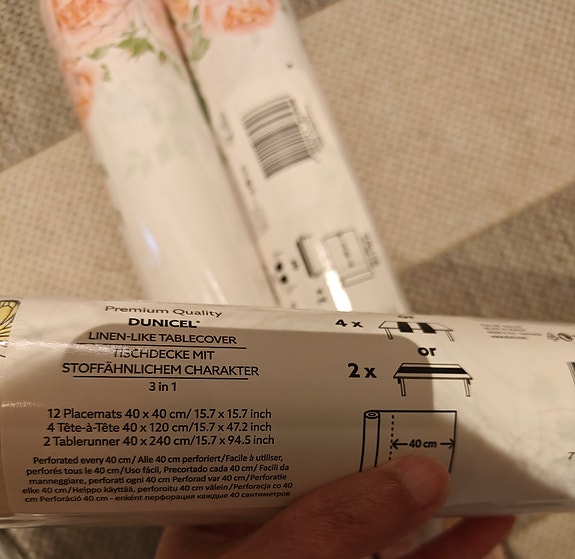 Premium Quality
DUNICEL®
LINEN-LIKE TABLECOVER
TISCHDECKE MIT
STOFFÄHNLICHEM CHARAKTER
3 in 1
12 Placemats 40 x 40 cm/ 15.7 x 15.7 inch
4 Tête-à-Tête 40 x 120 cm/15.7 x 47.2 inch
2 Tablerunner 40 x 240 cm/15.7 x 94.5 inch
Perforated every 40 cm / Alle 40 cm perforiert / Facile à utiliser,
perforés tous le 40 cm / Uso fácil, Precortado cada 40 cm / Facili da
manneggiare, perforati ogni 40 cm Perforad var 40 cm / Perforatie
elke 40 cm / Helppo käyttää, perforoitu 40 cm välein / Perforacja co 40
cm Perforáció 40 cm - enként перфорация каждые 40 сантиметров
or
4 x
or
2 x
40 cm